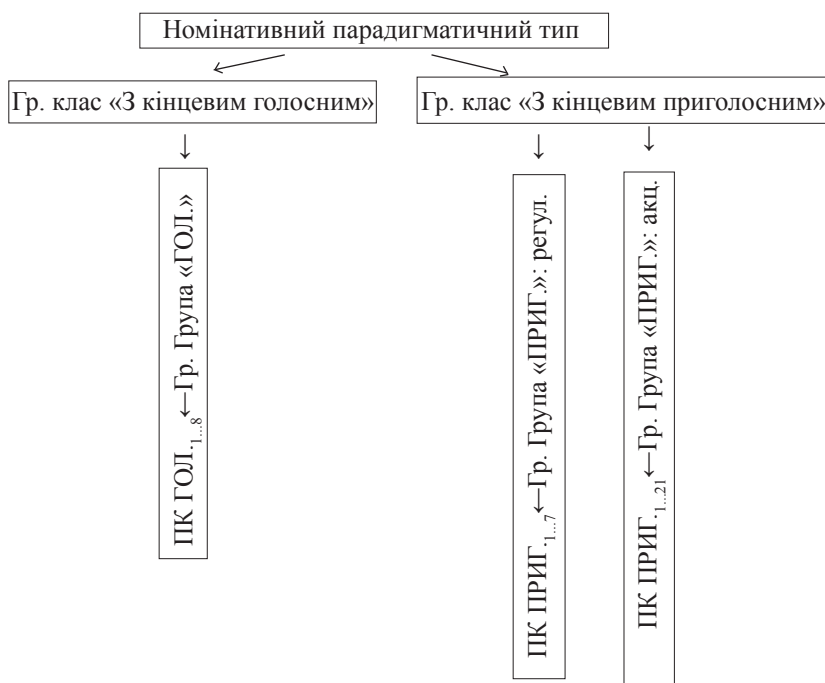 Номінативний парадигматичний тип
Гр. клас «З кінцевим голосним»
Гр. клас «З кінцевим приголосним»
ПК ГОЛ.1...8←Гр. Група «ГОЛ.»
ПК ПРИГ.1...7←Гр. Група «ПРИГ.»: регул.
ПК ПРИГ.1...21←Гр. Група «ПРИГ.»: акц.